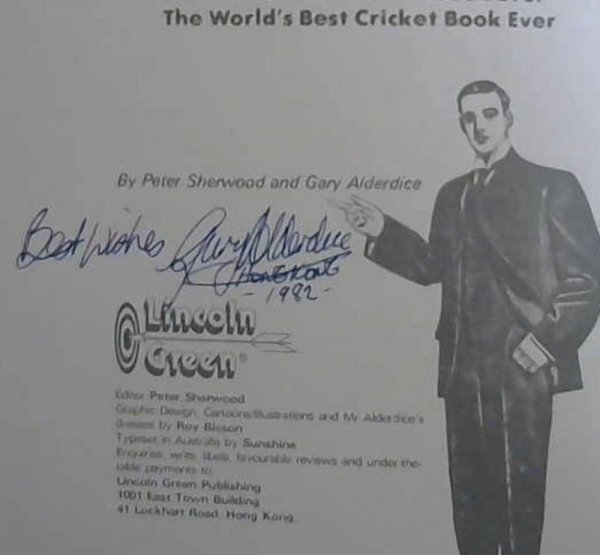 The World's Best Cricket Book Ever
By Peter Sherwood and Gary Alderdice
Best Wishes Gary Alderdice
HONG KONG
- 1982 -
Lincoln
Green®
Editor Peter Sherwood
Graphic Design, Cartoons/Illustrations and Mr Alderdice's
diseases by Roy Bisson
Typeset in Australia by Sunshine
Enquiries, writs, libels, favourable reviews and under-the-
table payments to:
Lincoln Green Publishing
1001 East Town Building
41 Lockhart Road, Hong Kong.